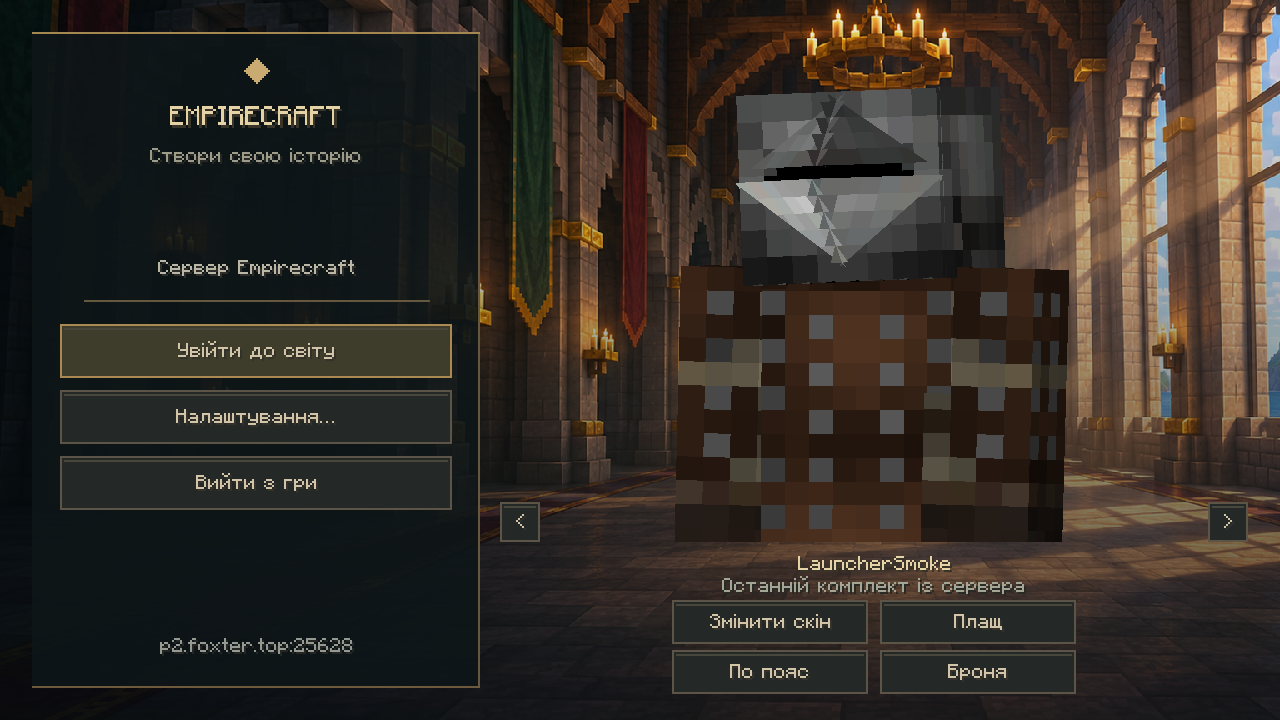 EMPIRECRAFT
Створи свою історію
Сервер Empirecraft
Увійти до світу
Налаштування...
Вийти з гри
p2.foxter.top:25628
<
>
LauncherSmoke
Останній комплект із сервера
Змінити скін
Плащ
По пояс
Броня